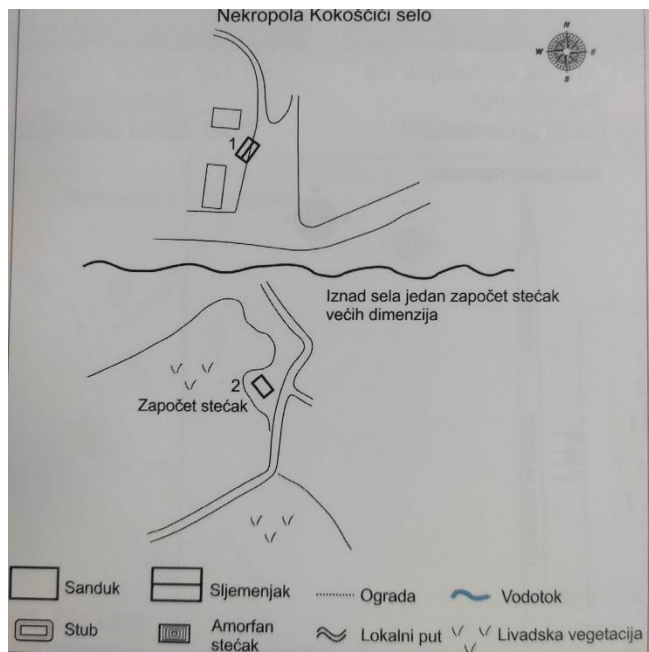 Nekropola Kokoščići selo
N
W E
S
1
Iznad sela jedan započet stećak
većih dimenzija
2
Započet stećak
Sanduk
Sljemenjak
Ograda
Vodotok
Stub
Amorfan
stećak
Lokalni put
Livadska vegetacija